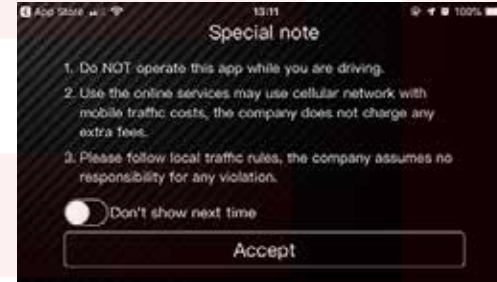 App Store 13:11 100%
Special note
1. Do NOT operate this app while you are driving.
2. Use the online services may use cellular network with
mobile traffic costs, the company does not charge any
extra fees.
3. Please follow local traffic rules, the company assumes no
responsibility for any violation.
Don't show next time
Accept